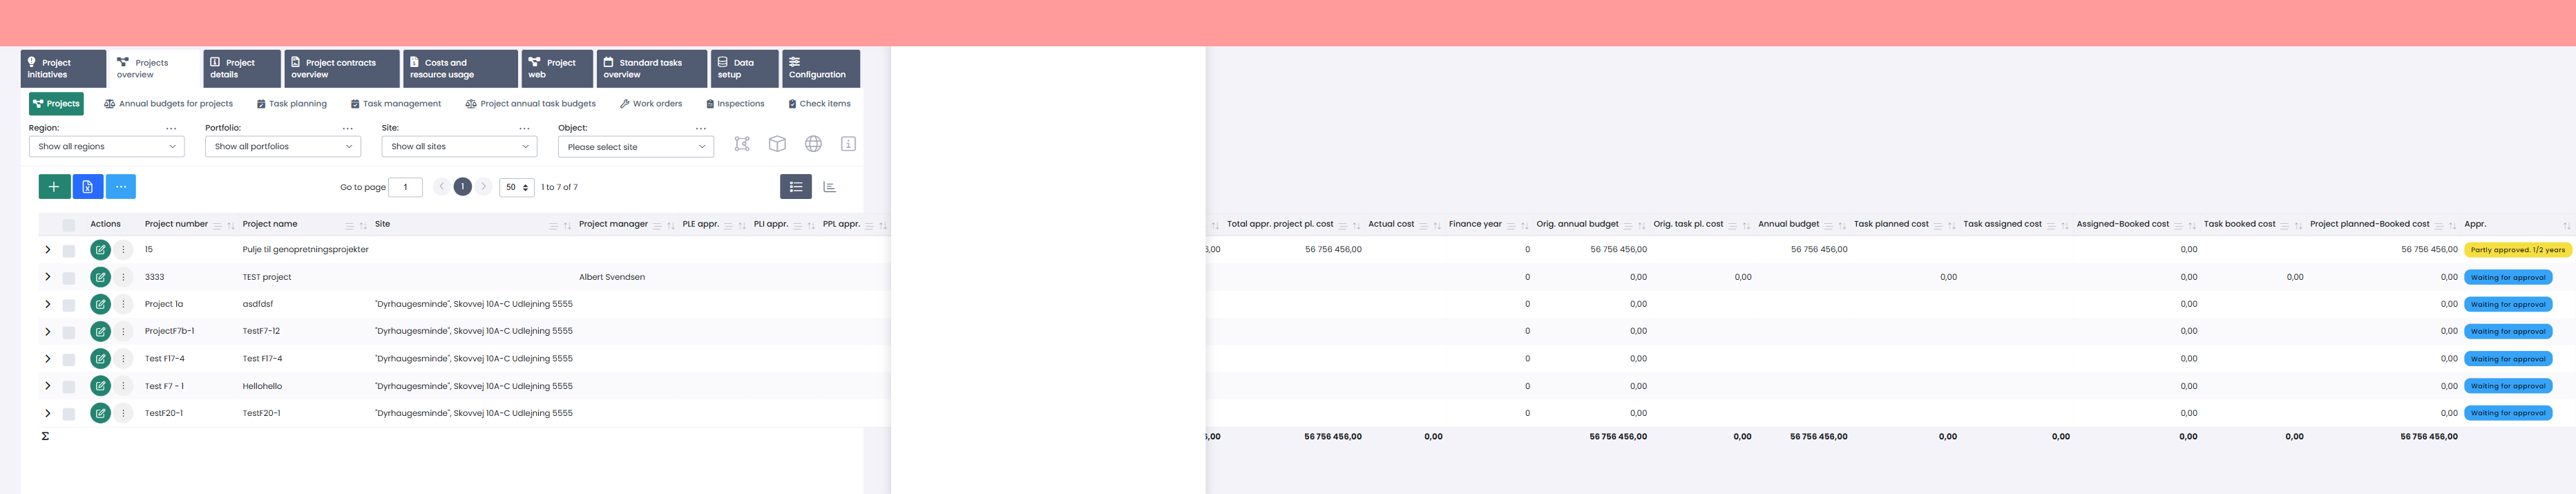 Project initiatives
Projects overview
Project details
Project contracts overview
Costs and resource usage
Project web
Standard tasks overview
Data setup
Configuration
Projects Annual budgets for projects Task planning Task management Project annual task budgets Work orders Inspections Check items
Region: ... Portfolio: ... Site: ... Object: ...
Show all regions Show all portfolios Show all sites Please select site
Go to page 1 1 50 1 to 7 of 7
Actions Project number Project name Site Project manager PLE appr. PLI appr. PPL appr. Total appr. project pl. cost Actual cost Finance year Orig. annual budget Orig. task pl. cost Annual budget Task planned cost Task assigned cost Assigned-Booked cost Task booked cost Project planned-Booked cost Appr.
15 Pulje til genopretningsprojekter 56 756 456,00 0 56 756 456,00 56 756 456,00 0,00 56 756 456,00 Partly approved. 1/2 years
3333 TEST project Albert Svendsen 0 0,00 0,00 0,00 0,00 0,00 0,00 Waiting for approval
Project 1a asdfdsf "Dyrhaugesminde", Skovvej 10A-C Udlejning 5555 0 0,00 0,00 0,00 Waiting for approval
ProjectF7b-1 TestF7-12 "Dyrhaugesminde", Skovvej 10A-C Udlejning 5555 0 0,00 0,00 0,00 Waiting for approval
Test F17-4 Test F17-4 "Dyrhaugesminde", Skovvej 10A-C Udlejning 5555 0 0,00 0,00 0,00 Waiting for approval
Test F7 - 1 Hellohello "Dyrhaugesminde", Skovvej 10A-C Udlejning 5555 0 0,00 0,00 0,00 Waiting for approval
TestF20-1 TestF20-1 "Dyrhaugesminde", Skovvej 10A-C Udlejning 5555 0 0,00 0,00 0,00 Waiting for approval
Σ 56 756 456,00 0,00 56 756 456,00 0,00 56 756 456,00 0,00 0,00 0,00 0,00 56 756 456,00